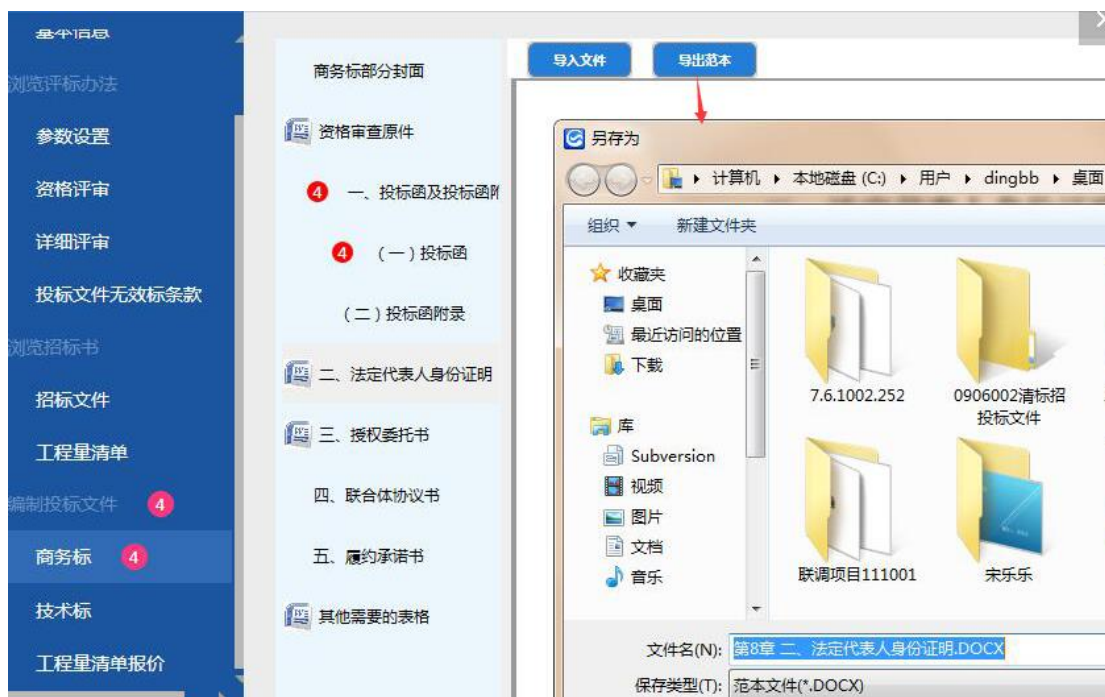 基本信息
浏览评标办法
参数设置
资格评审
详细评审
投标文件无效标条款
浏览招标书
招标文件
工程量清单
编制投标文件 4
商务标 4
技术标
工程量清单报价
商务标部分封面
资格审查原件
4 一、投标函及投标函附
4 (一)投标函
(二)投标函附录
二、法定代表人身份证明
三、授权委托书
四、联合体协议书
五、履约承诺书
其他需要的表格
导入文件 导出范本
另存为
计算机 本地磁盘 (C:) 用户 dingbb 桌面
组织 新建文件夹
收藏夹
桌面
最近访问的位置
下载
库
Subversion
视频
图片
文档
音乐
7.6.1002.252
0906002清标招
投标文件
联调项目111001
宋乐乐
文件名(N): 第8章 二、法定代表人身份证明.DOCX
保存类型(T): 范本文件(*.DOCX)